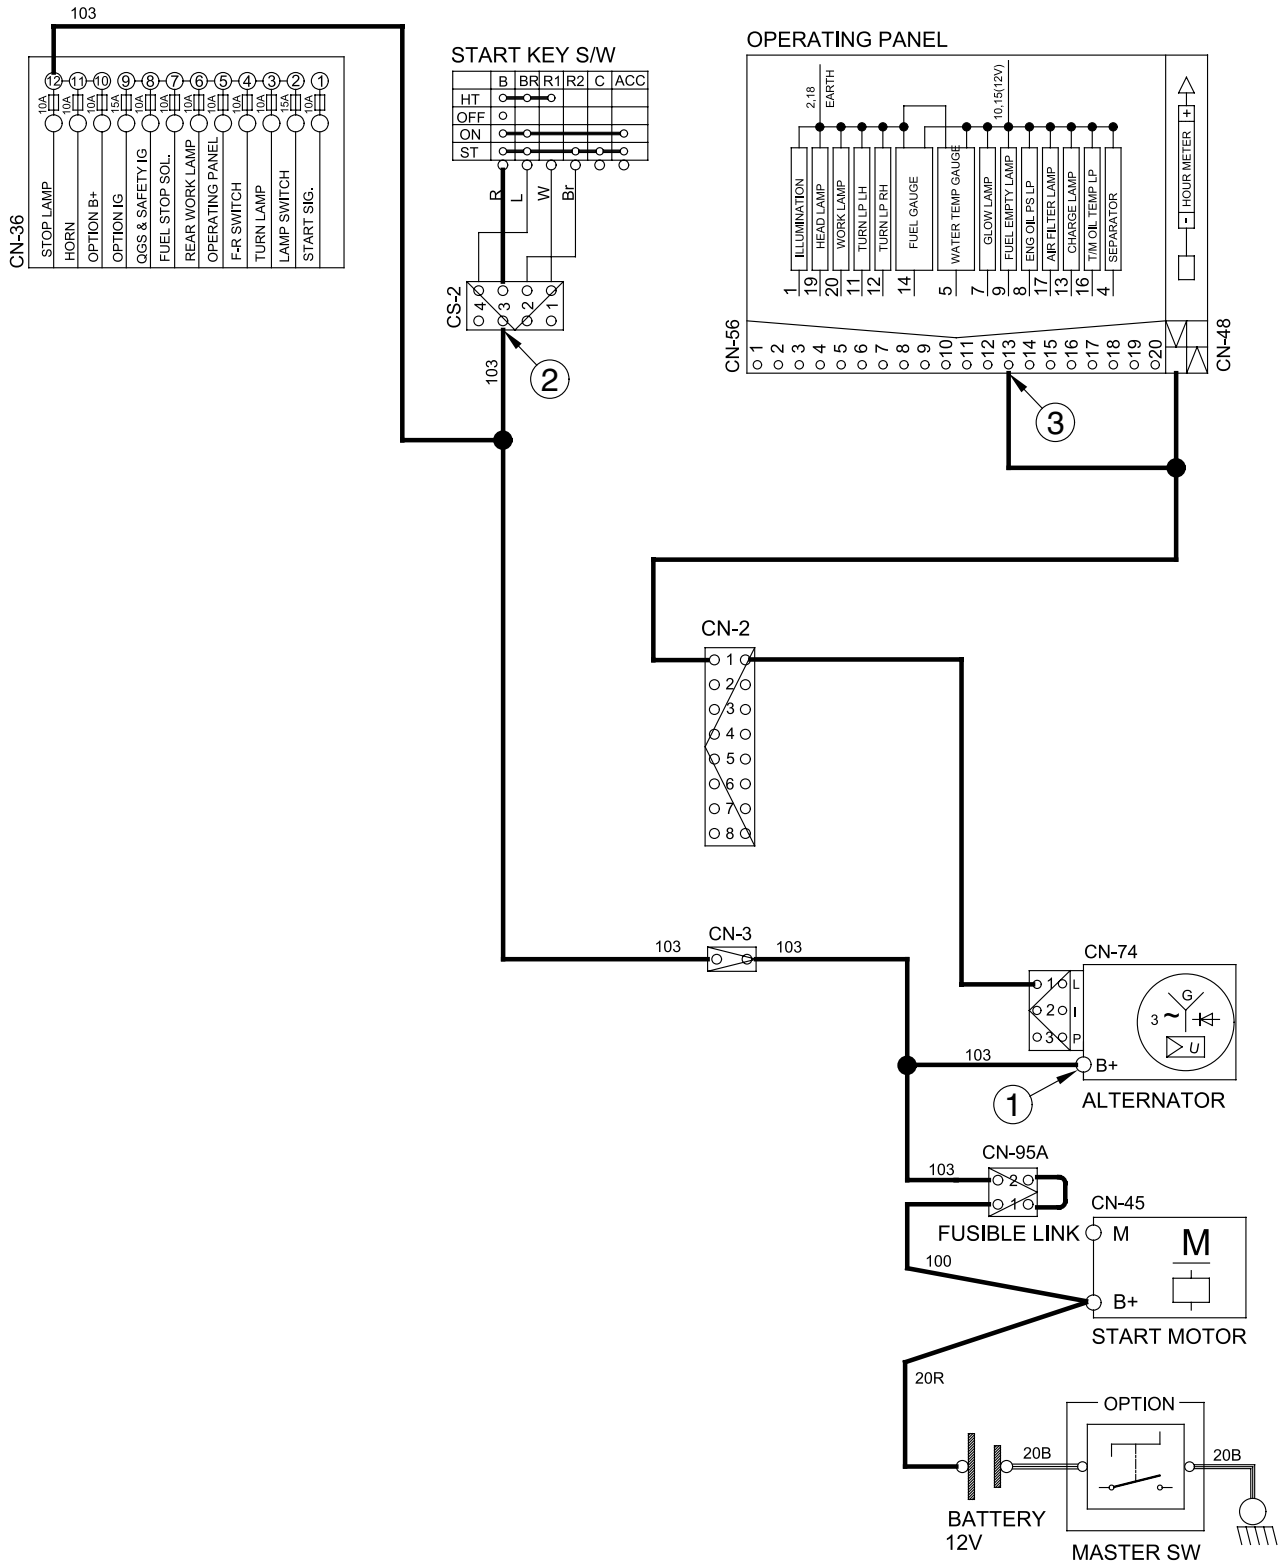 103
START KEY S/W
B BR R1 R2 C ACC
HT
OFF
ON
ST
R
L
W
Br
12 11 10 9 8 7 6 5 4 3 2 1
10A 10A 10A 15A 10A 10A 10A 10A 10A 10A 15A 10A
STOP LAMP
HORN
OPTION B+
OPTION IG
QGS & SAFETY IG
FUEL STOP SOL.
REAR WORK LAMP
OPERATING PANEL
F-R SWITCH
TURN LAMP
LAMP SWITCH
START SIG.
CN-36
CS-2
4 3 2 1
103
2
OPERATING PANEL
2,18
EARTH
10,15(12V)
ILLUMINATION
HEAD LAMP
WORK LAMP
TURN LP LH
TURN LP RH
FUEL GAUGE
WATER TEMP GAUGE
GLOW LAMP
FUEL EMPTY LAMP
ENG OIL PS LP
AIR FILTER LAMP
CHARGE LAMP
T/M OIL TEMP LP
SEPARATOR
- HOUR METER +
1 19 20 11 12 14 5 7 9 8 17 13 16 4
CN-56
1 2 3 4 5 6 7 8 9 10 11 12 13 14 15 16 17 18 19 20
CN-48
3
CN-2
1
2
3
4
5
6
7
8
CN-3
103
103
CN-74
1 L
2 I
3 P
G
3 ~
U
103
B+
1
ALTERNATOR
CN-95A
103
2
1
FUSIBLE LINK
CN-45
M
M
100
B+
START MOTOR
20R
OPTION
20B
20B
BATTERY
12V
MASTER SW